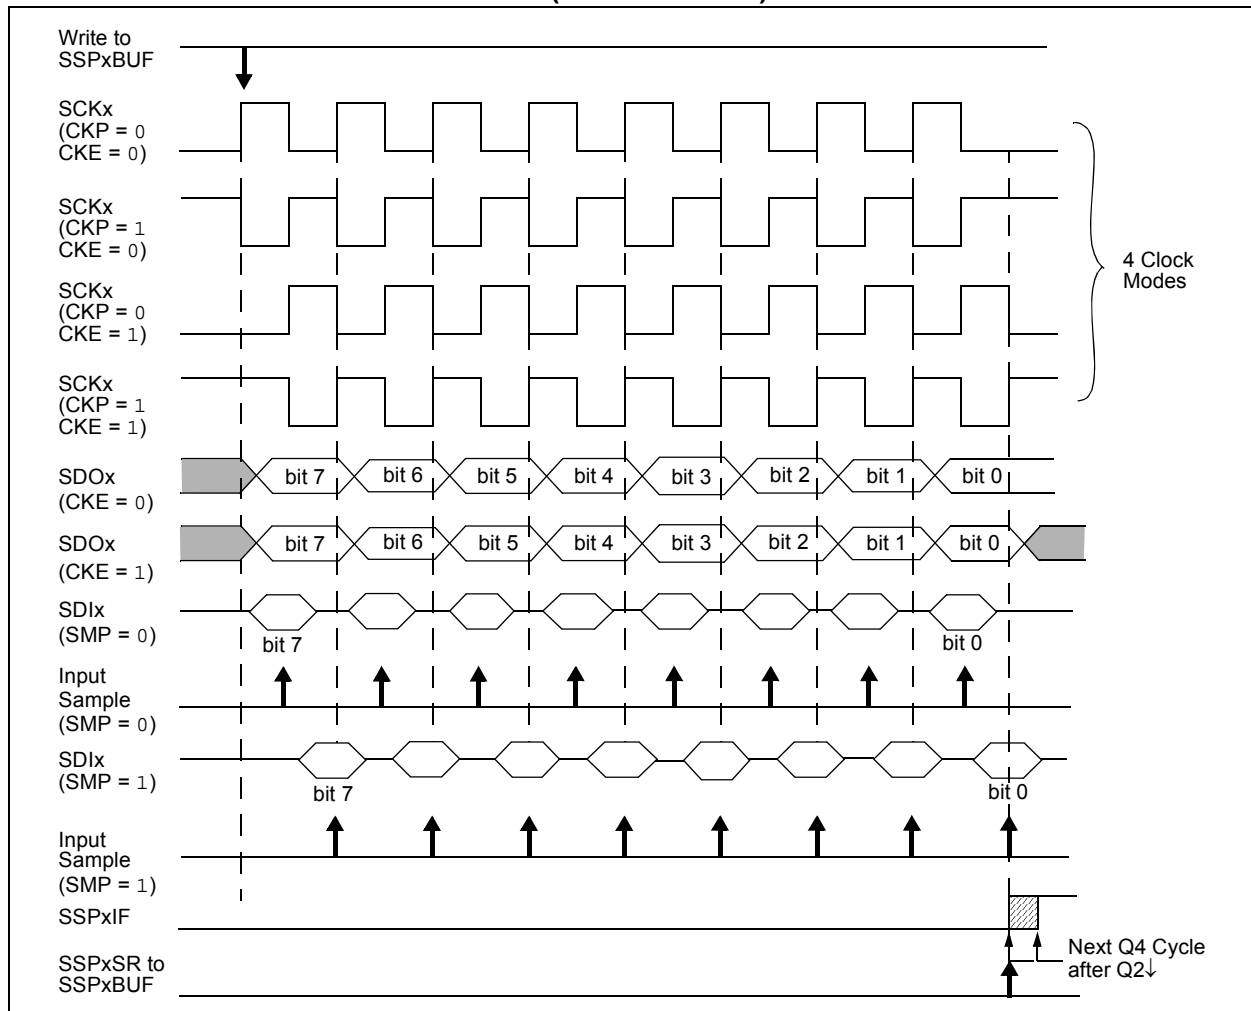 Write to
SSPxBUF
SCKx
(CKP = 0
CKE = 0)
SCKx
(CKP = 1
CKE = 0)
4 Clock
Modes
SCKx
(CKP = 0
CKE = 1)
SCKx
(CKP = 1
CKE = 1)
SDOx
(CKE = 0)
bit 7 bit 6 bit 5 bit 4 bit 3 bit 2 bit 1 bit 0
SDOx
(CKE = 1)
bit 7 bit 6 bit 5 bit 4 bit 3 bit 2 bit 1 bit 0
SDIx
(SMP = 0)
bit 7 bit 0
Input
Sample
(SMP = 0)
SDIx
(SMP = 1)
bit 7 bit 0
Input
Sample
(SMP = 1)
SSPxIF
Next Q4 Cycle
after Q2↓
SSPxSR to
SSPxBUF